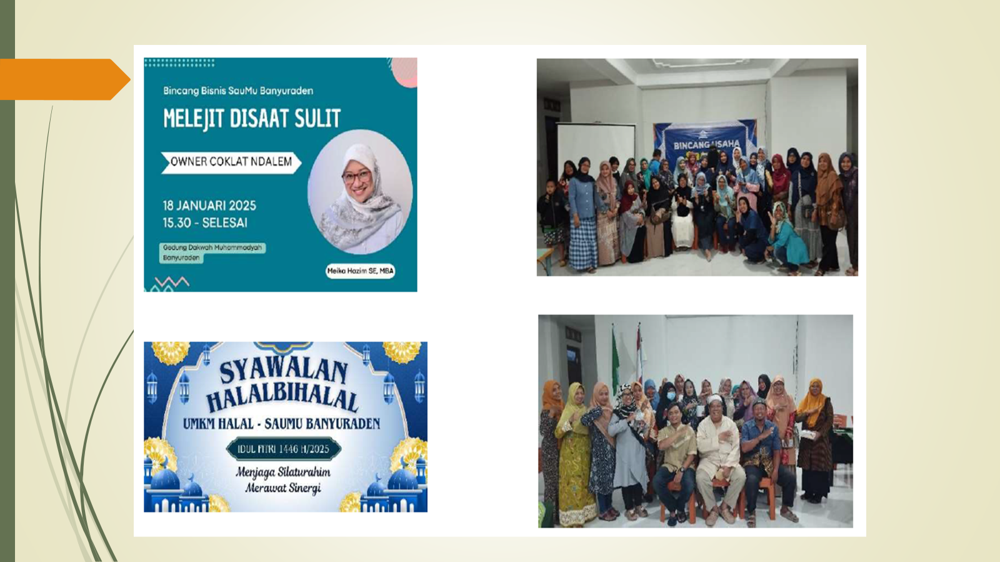 Bincang Bisnis SauMu Banyuraden
MELEJIT DISAAT SULIT
OWNER COKLAT NDALEM
18 JANUARI 2025
15.30 - SELESAI
Gedung Dakwah Muhammadyah
Banyuraden
Meika Hazim SE, MBA
BINCANG USAHA
SYAWALAN
HALALBIHALAL
UMKM HALAL - SAUMU BANYURADEN
IDUL FITRI 1446 H/2025
Menjaga Silaturahim
Merawat Sinergi